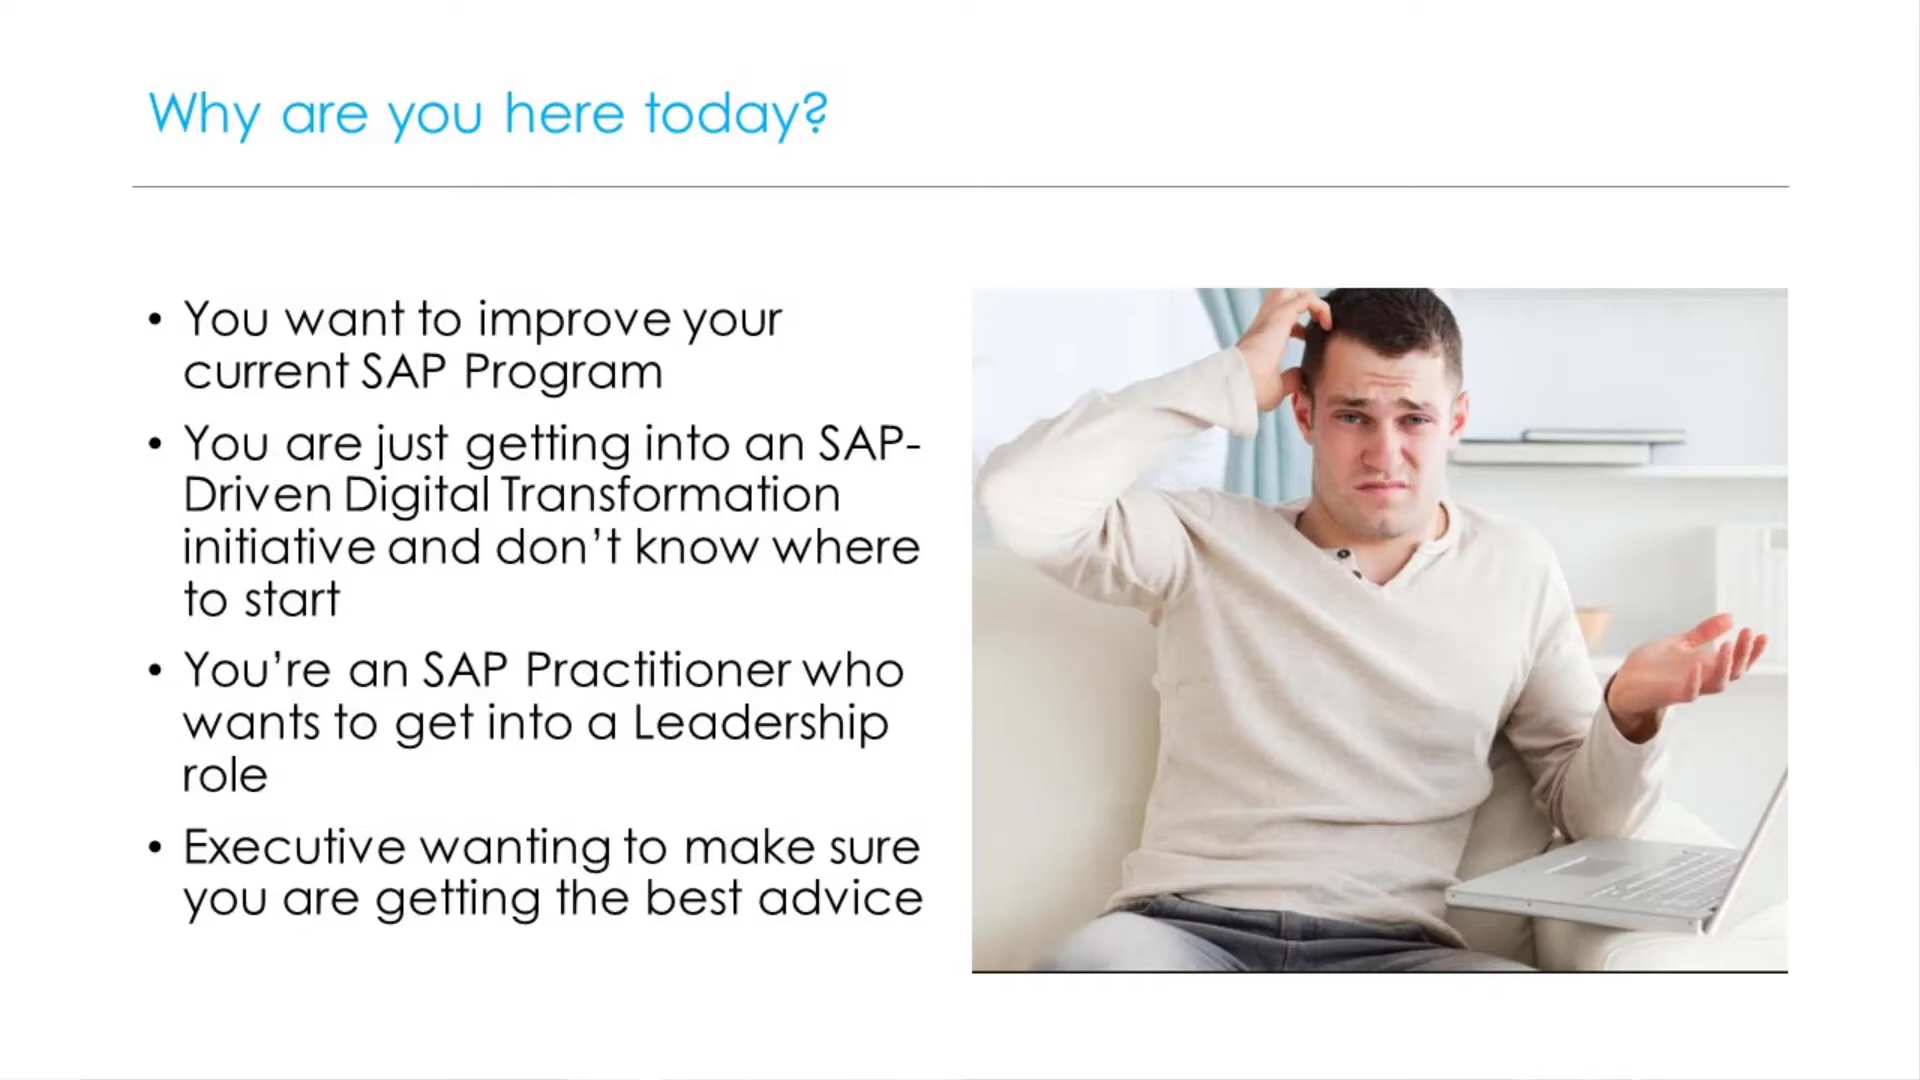 Why are you here today?
• You want to improve your
current SAP Program
• You are just getting into an SAP-
Driven Digital Transformation
initiative and don’t know where
to start
• You’re an SAP Practitioner who
wants to get into a Leadership
role
• Executive wanting to make sure
you are getting the best advice